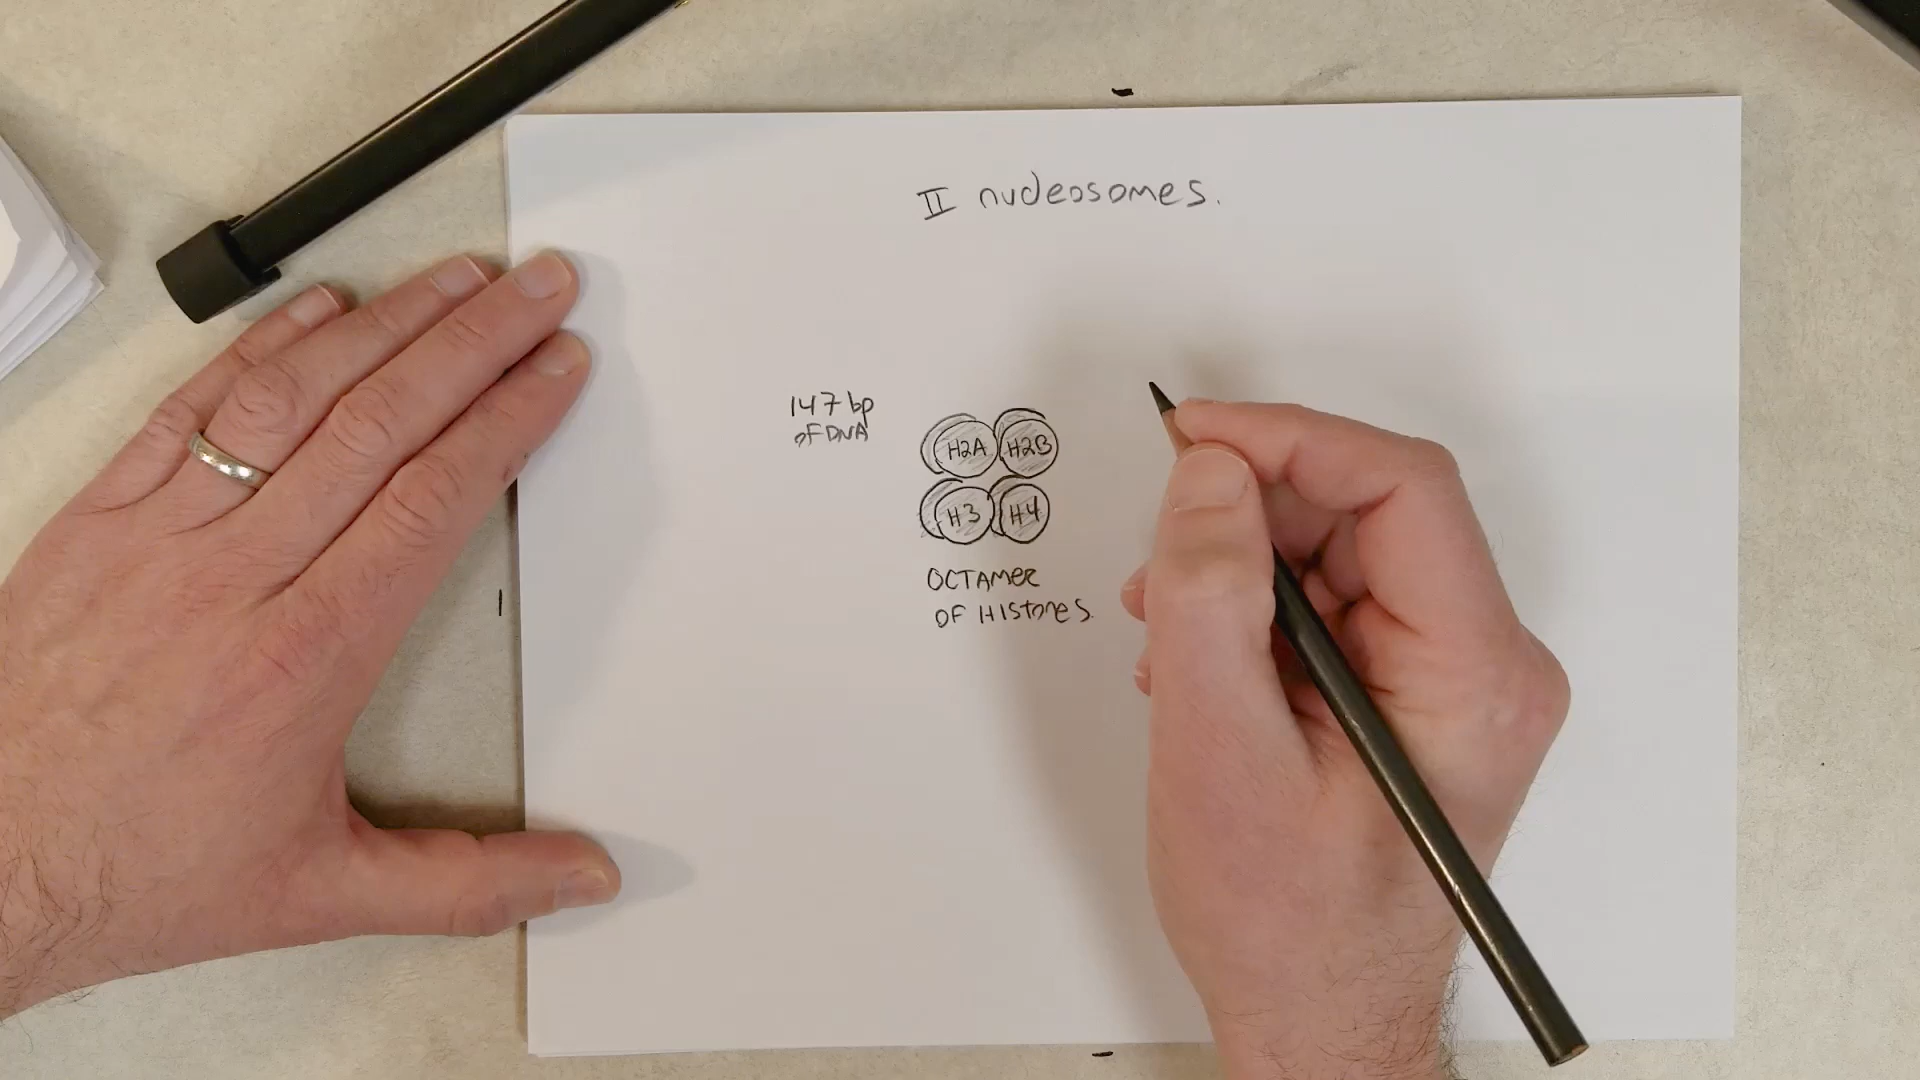 II nucleosomes.
147 bp
of DNA
H2A H2B
H3 H4
OCTAMER
OF HIstones.